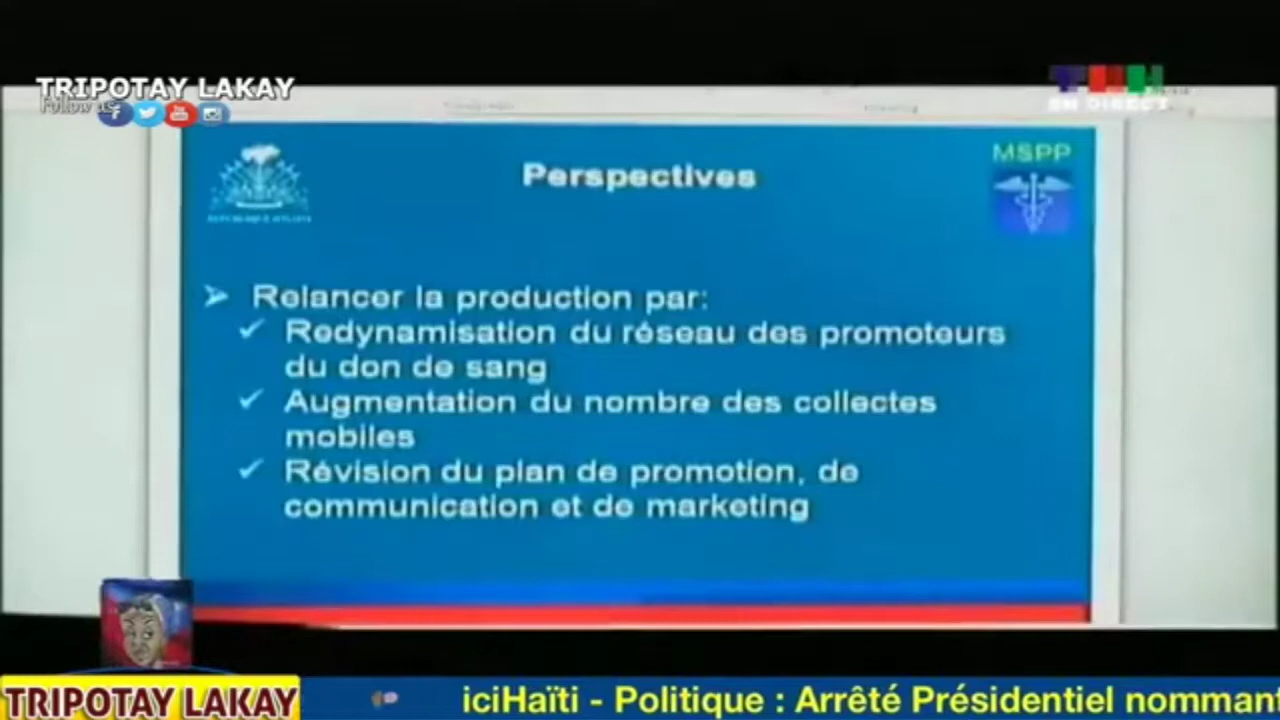 TRIPOTAY LAKAY
Follow us
EN DIRECT
MSPP
Perspectives
Relancer la production par:
Redynamisation du réseau des promoteurs
du don de sang
Augmentation du nombre des collectes
mobiles
Révision du plan de promotion, de
communication et de marketing
TRIPOTAY LAKAY
iciHaïti - Politique : Arrêté Présidentiel nommant